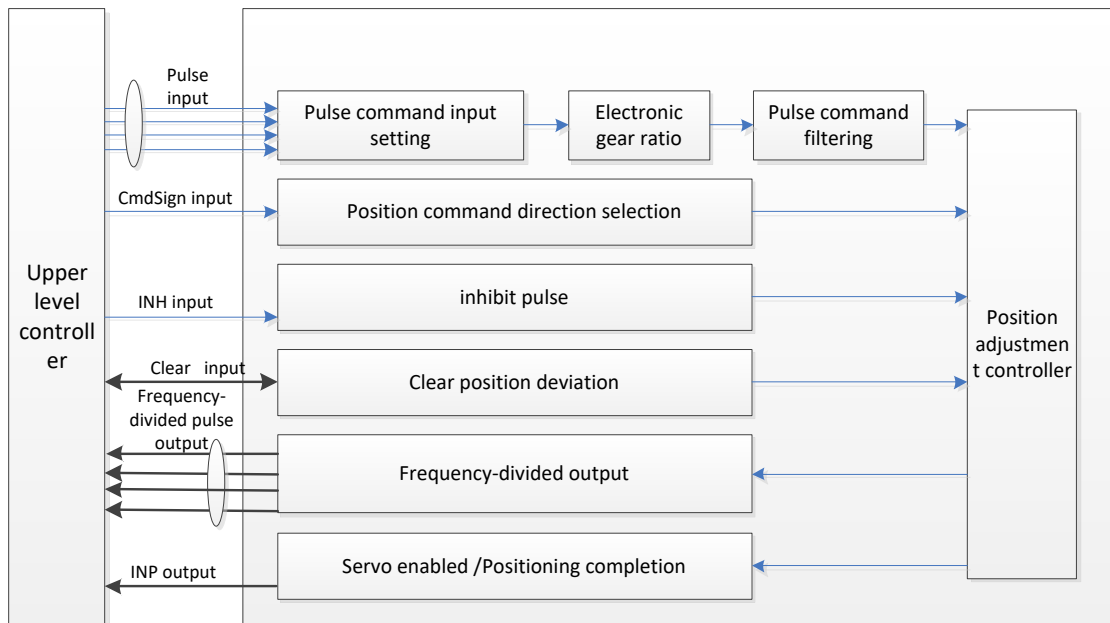 Pulse
input
Pulse command input
setting
Electronic
gear ratio
Pulse command
filtering
CmdSign input
Position command direction selection
Upper
level
controll
er
INH input
inhibit pulse
Position
adjustmen
t controller
Clear input
Clear position deviation
Frequency-
divided pulse
output
Frequency-divided output
INP output
Servo enabled /Positioning completion